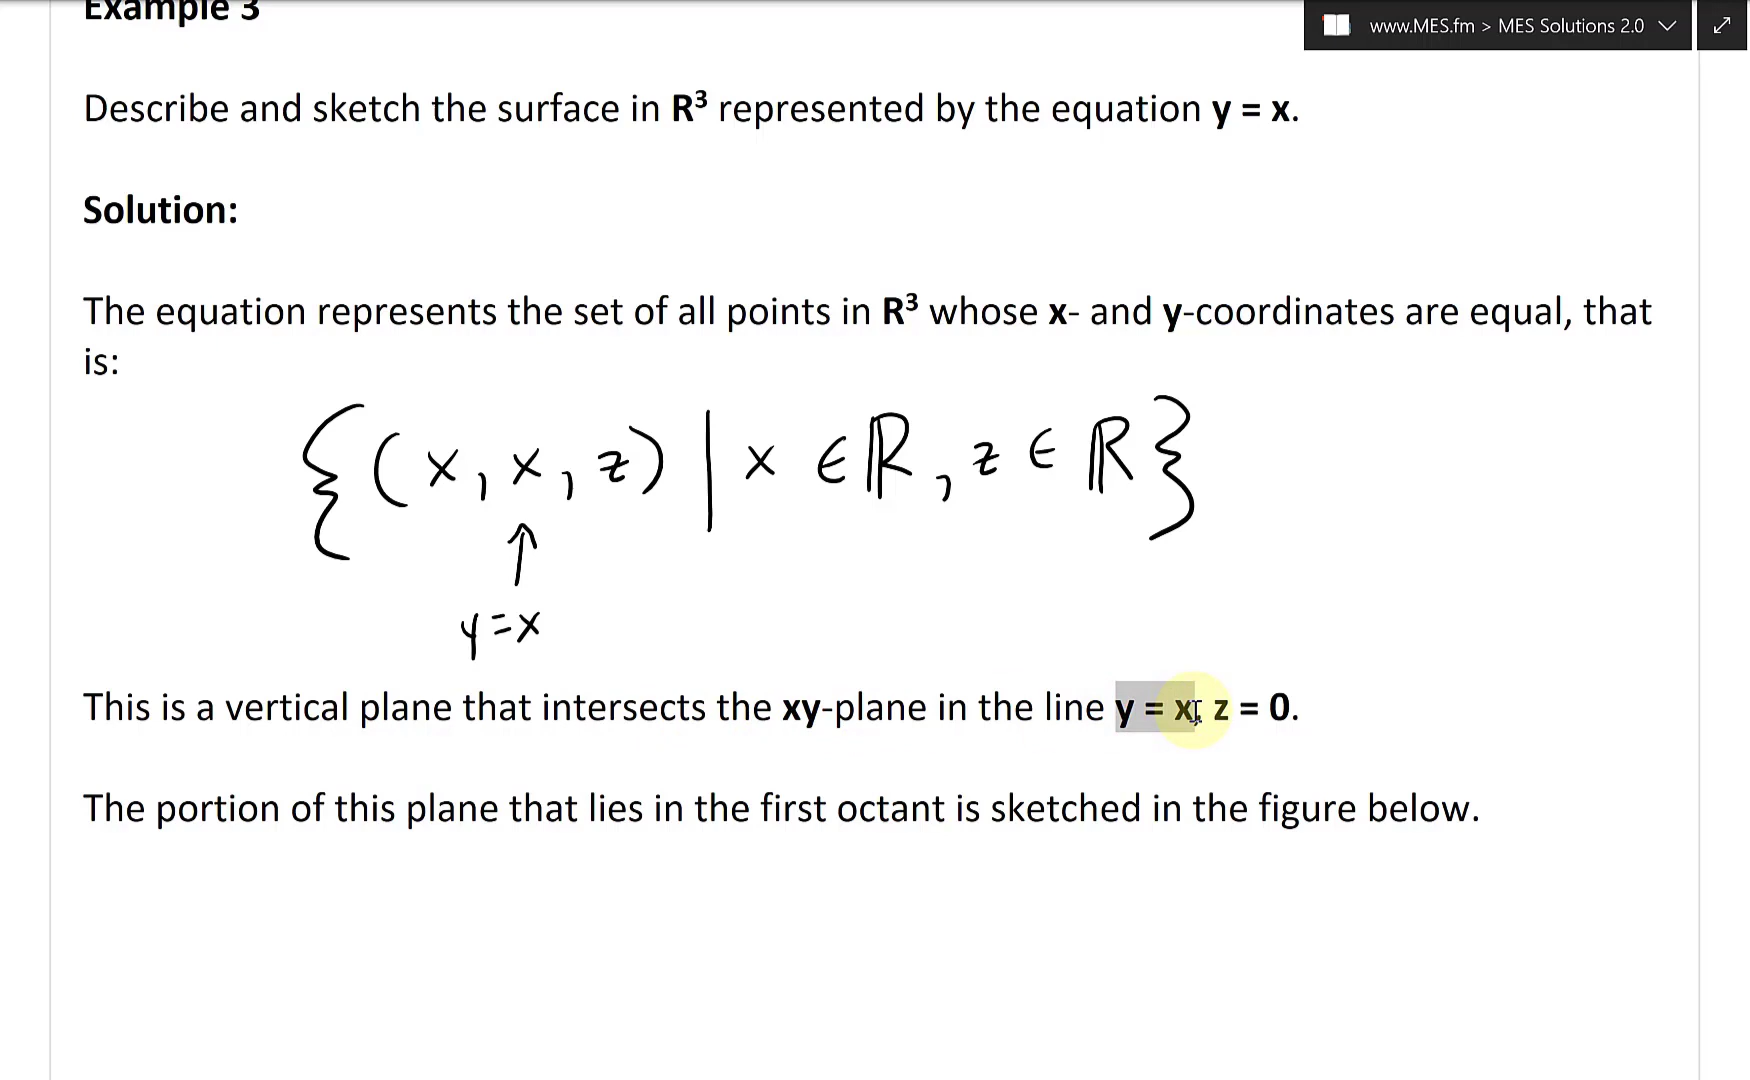 Example 3
www.MES.fm > MES Solutions 2.0
Describe and sketch the surface in R³ represented by the equation y = x.
Solution:
The equation represents the set of all points in R³ whose x- and y-coordinates are equal, that
is:
{(x, x, z) | x ∈ ℝ, z ∈ ℝ}
↑
y = x
This is a vertical plane that intersects the xy-plane in the line y = x, z = 0.
The portion of this plane that lies in the first octant is sketched in the figure below.